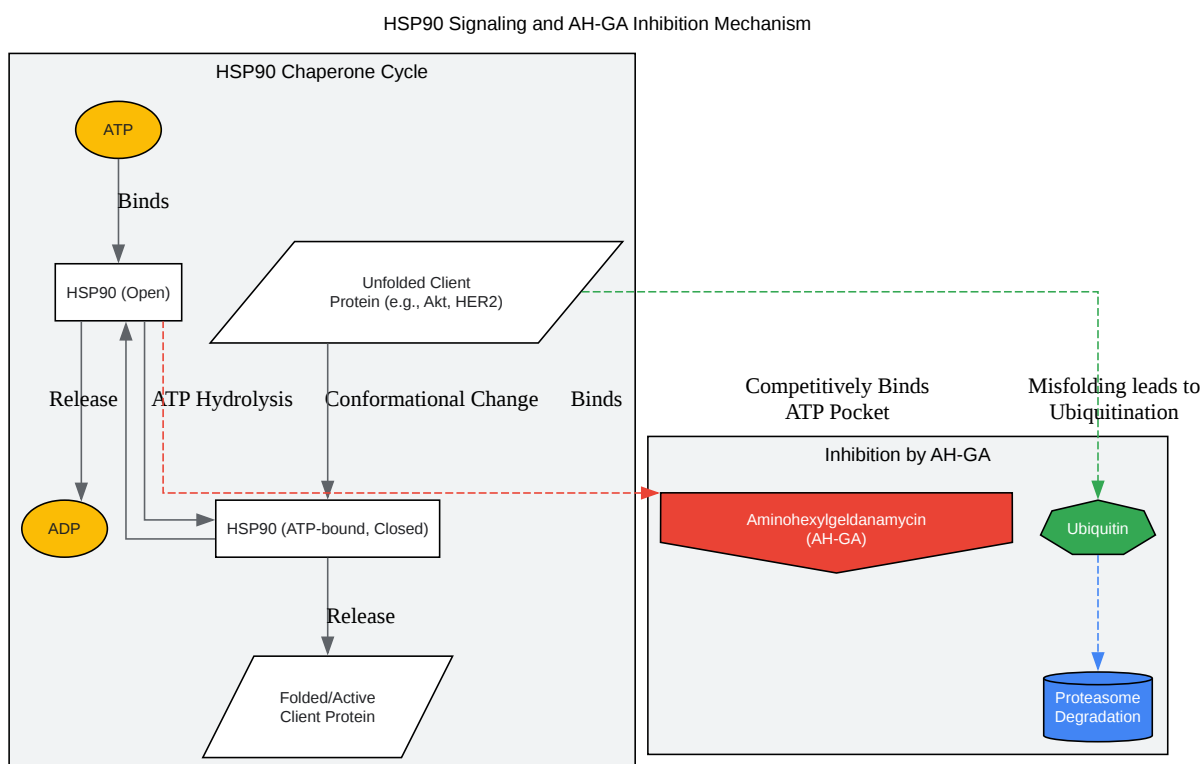 HSP90 Signaling and AH-GA Inhibition Mechanism
HSP90 Chaperone Cycle
ATP
Binds
HSP90 (Open)
Unfolded Client
Protein (e.g., Akt, HER2)
Release
ATP Hydrolysis
Conformational Change
Binds
Competitively Binds
ATP Pocket
Misfolding leads to
Ubiquitination
Inhibition by AH-GA
ADP
HSP90 (ATP-bound, Closed)
Aminohexylgeldanamycin
(AH-GA)
Ubiquitin
Release
Folded/Active
Client Protein
Proteasome
Degradation